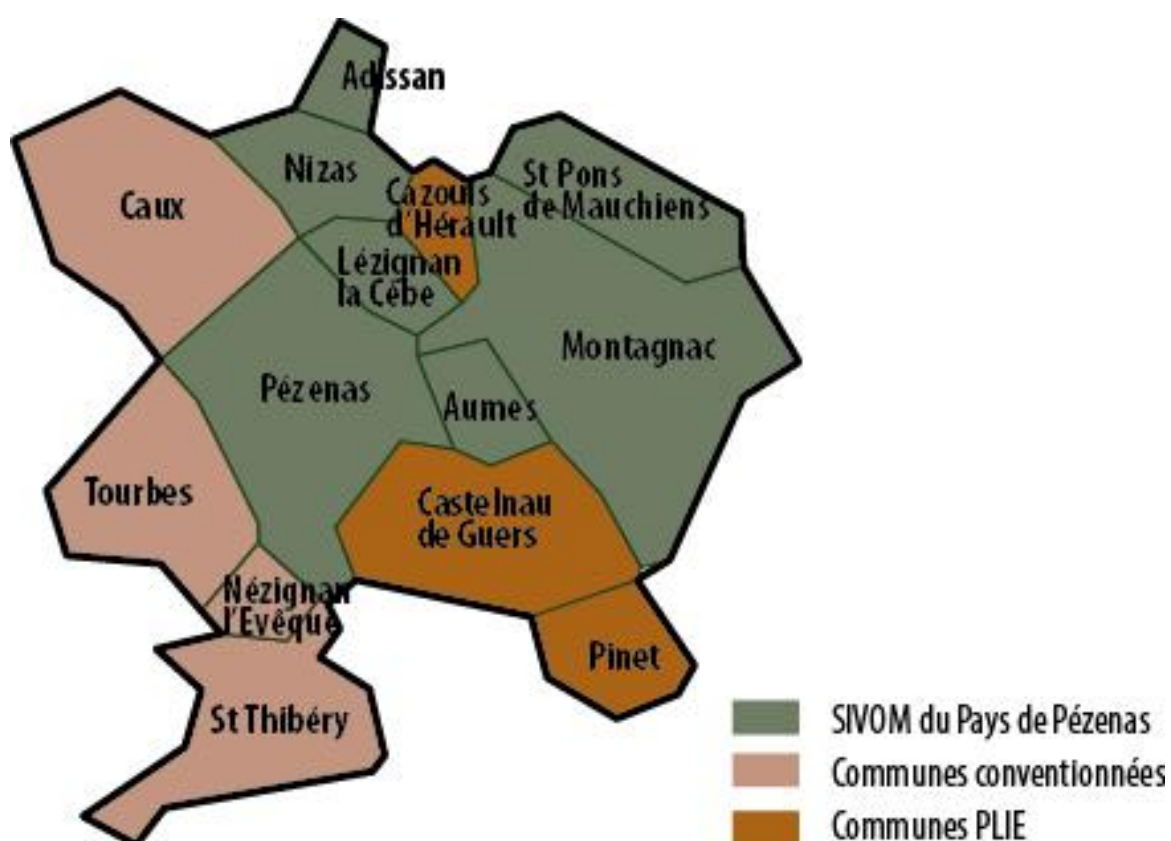 Adissan
Nizas
Cazouls
d'Hérault
St Pons
de Mauchiens
Caux
Lézignan
la Cèbe
Montagnac
Pézenas
Aumes
Tourbes
Castelnau
de Guers
Nézignan
l'Evêque
Pinet
St Thibéry
SIVOM du Pays de Pézenas
Communes conventionnées
Communes PLIE